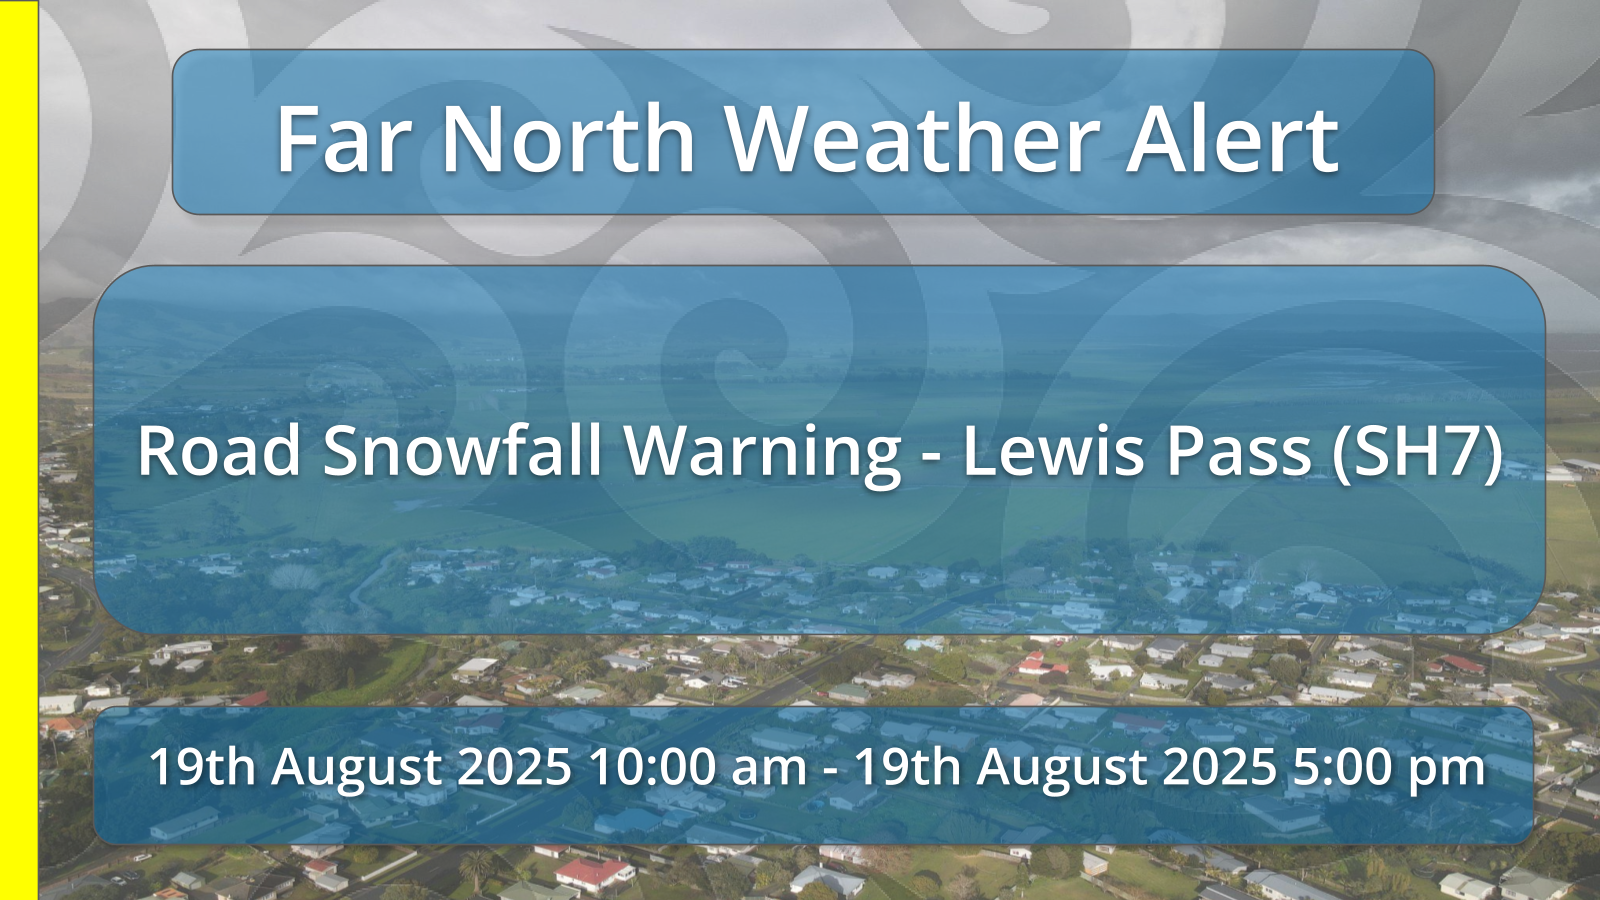 Far North Weather Alert
Road Snowfall Warning - Lewis Pass (SH7)
19th August 2025 10:00 am - 19th August 2025 5:00 pm